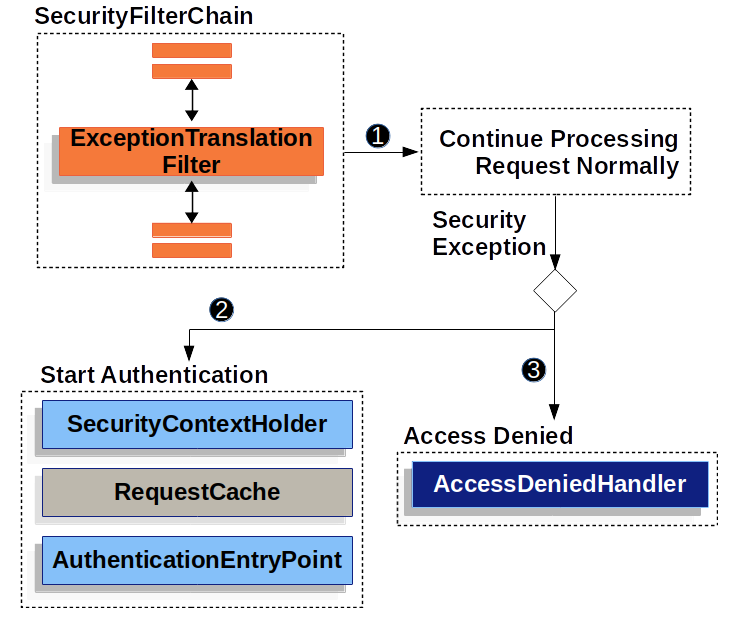 SecurityFilterChain
ExceptionTranslation
Filter
1
Continue Processing
Request Normally
Security
Exception
2
3
Start Authentication
SecurityContextHolder
RequestCache
AuthenticationEntryPoint
Access Denied
AccessDeniedHandler